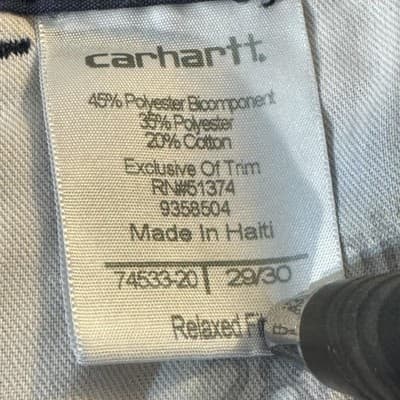 carhartt.
45% Polyester Bicomponent
35% Polyester
20% Cotton
Exclusive Of Trim
RN#51374
9358504
Made In Haiti
74533-20 | 29/30
Relaxed Fit